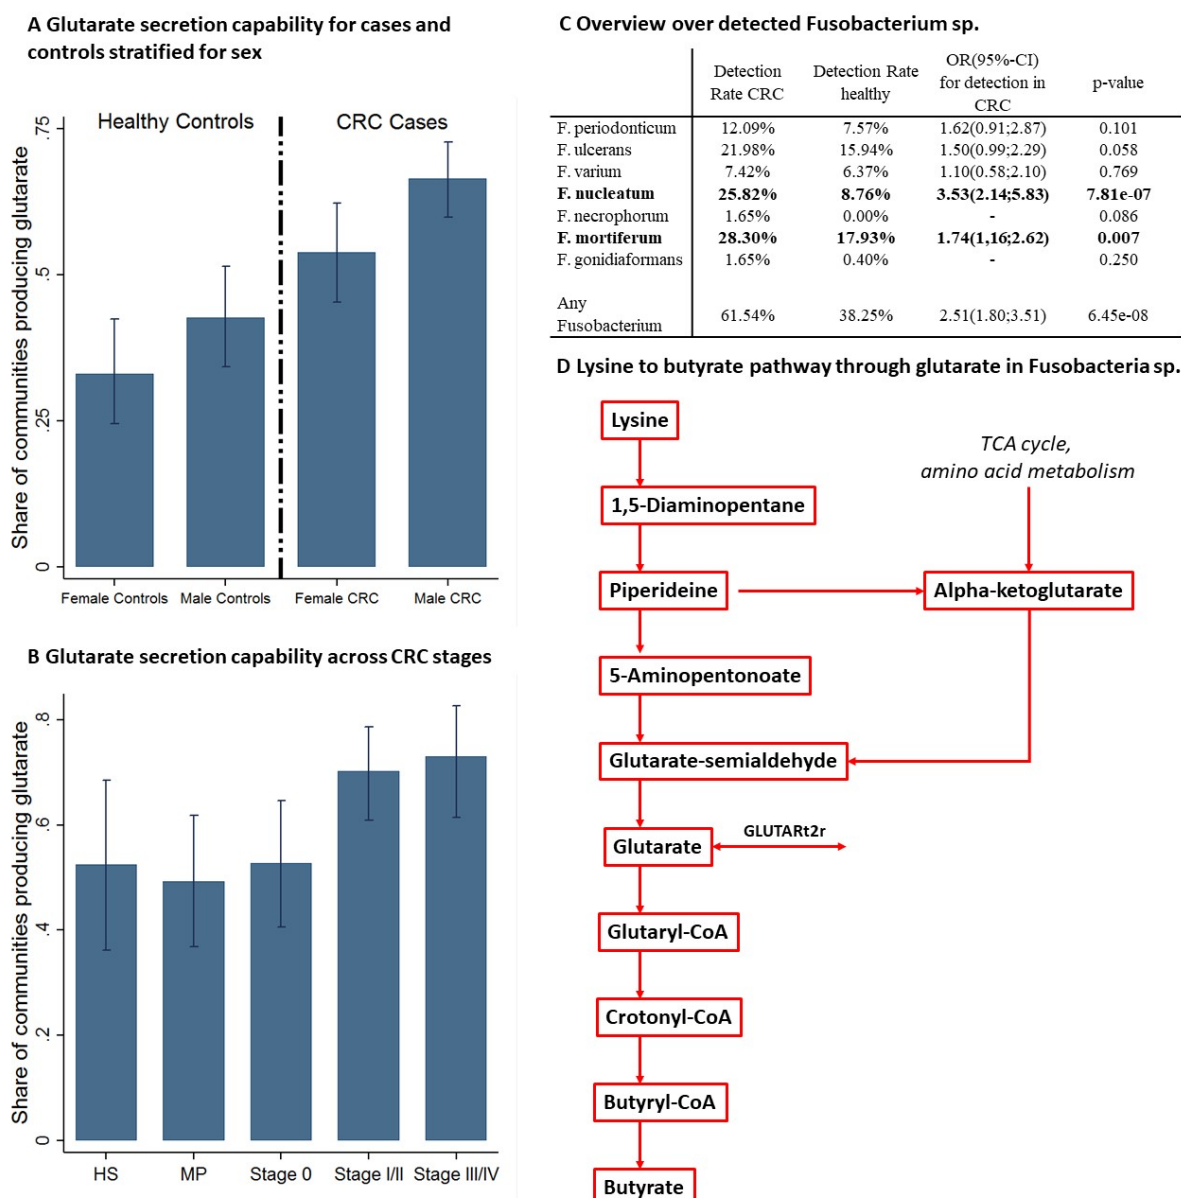 A Glutarate secretion capability for cases and
controls stratified for sex
Healthy Controls
CRC Cases
Share of communities producing glutarate
.75
.5
.25
0
Female Controls
Male Controls
Female CRC
Male CRC
B Glutarate secretion capability across CRC stages
Share of communities producing glutarate
.8
.6
.4
.2
0
HS
MP
Stage 0
Stage I/II
Stage III/IV
C Overview over detected Fusobacterium sp.
Detection
Rate CRC
Detection Rate
healthy
OR(95%-CI)
for detection in
CRC
p-value
F. periodonticum 12.09% 7.57% 1.62(0.91;2.87) 0.101
F. ulcerans 21.98% 15.94% 1.50(0.99;2.29) 0.058
F. varium 7.42% 6.37% 1.10(0.58;2.10) 0.769
F. nucleatum 25.82% 8.76% 3.53(2.14;5.83) 7.81e-07
F. necrophorum 1.65% 0.00% - 0.086
F. mortiferum 28.30% 17.93% 1.74(1,16;2.62) 0.007
F. gonidiaformans 1.65% 0.40% - 0.250
Any
Fusobacterium 61.54% 38.25% 2.51(1.80;3.51) 6.45e-08
D Lysine to butyrate pathway through glutarate in Fusobacteria sp.
Lysine
TCA cycle,
amino acid metabolism
1,5-Diaminopentane
Piperideine
Alpha-ketoglutarate
5-Aminopentonoate
Glutarate-semialdehyde
Glutarate
GLUTARt2r
Glutaryl-CoA
Crotonyl-CoA
Butyryl-CoA
Butyrate